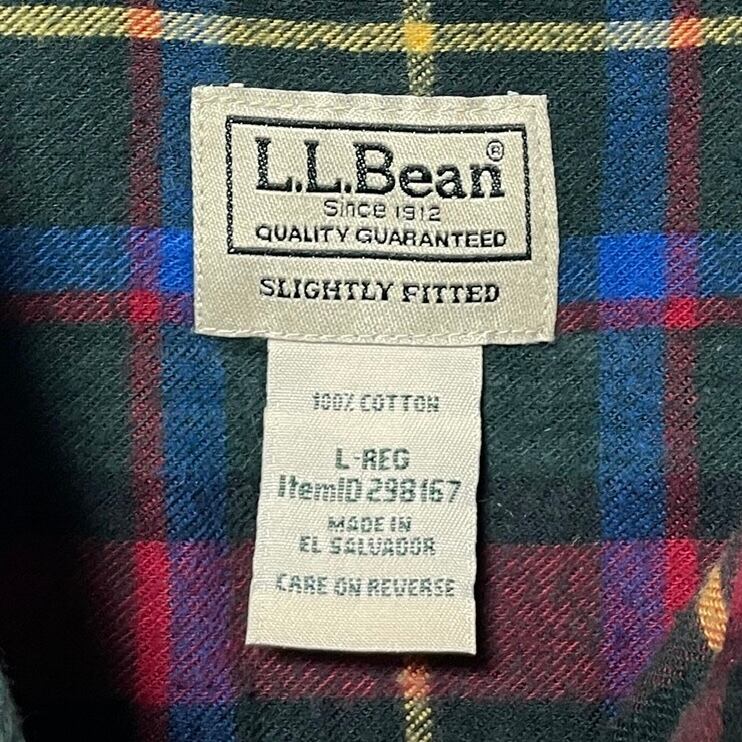 L.L.Bean®
Since 1912
QUALITY GUARANTEED
SLIGHTLY FITTED
100% COTTON
L-REG
ItemID 298167
MADE IN
EL SALVADOR
CARE ON REVERSE